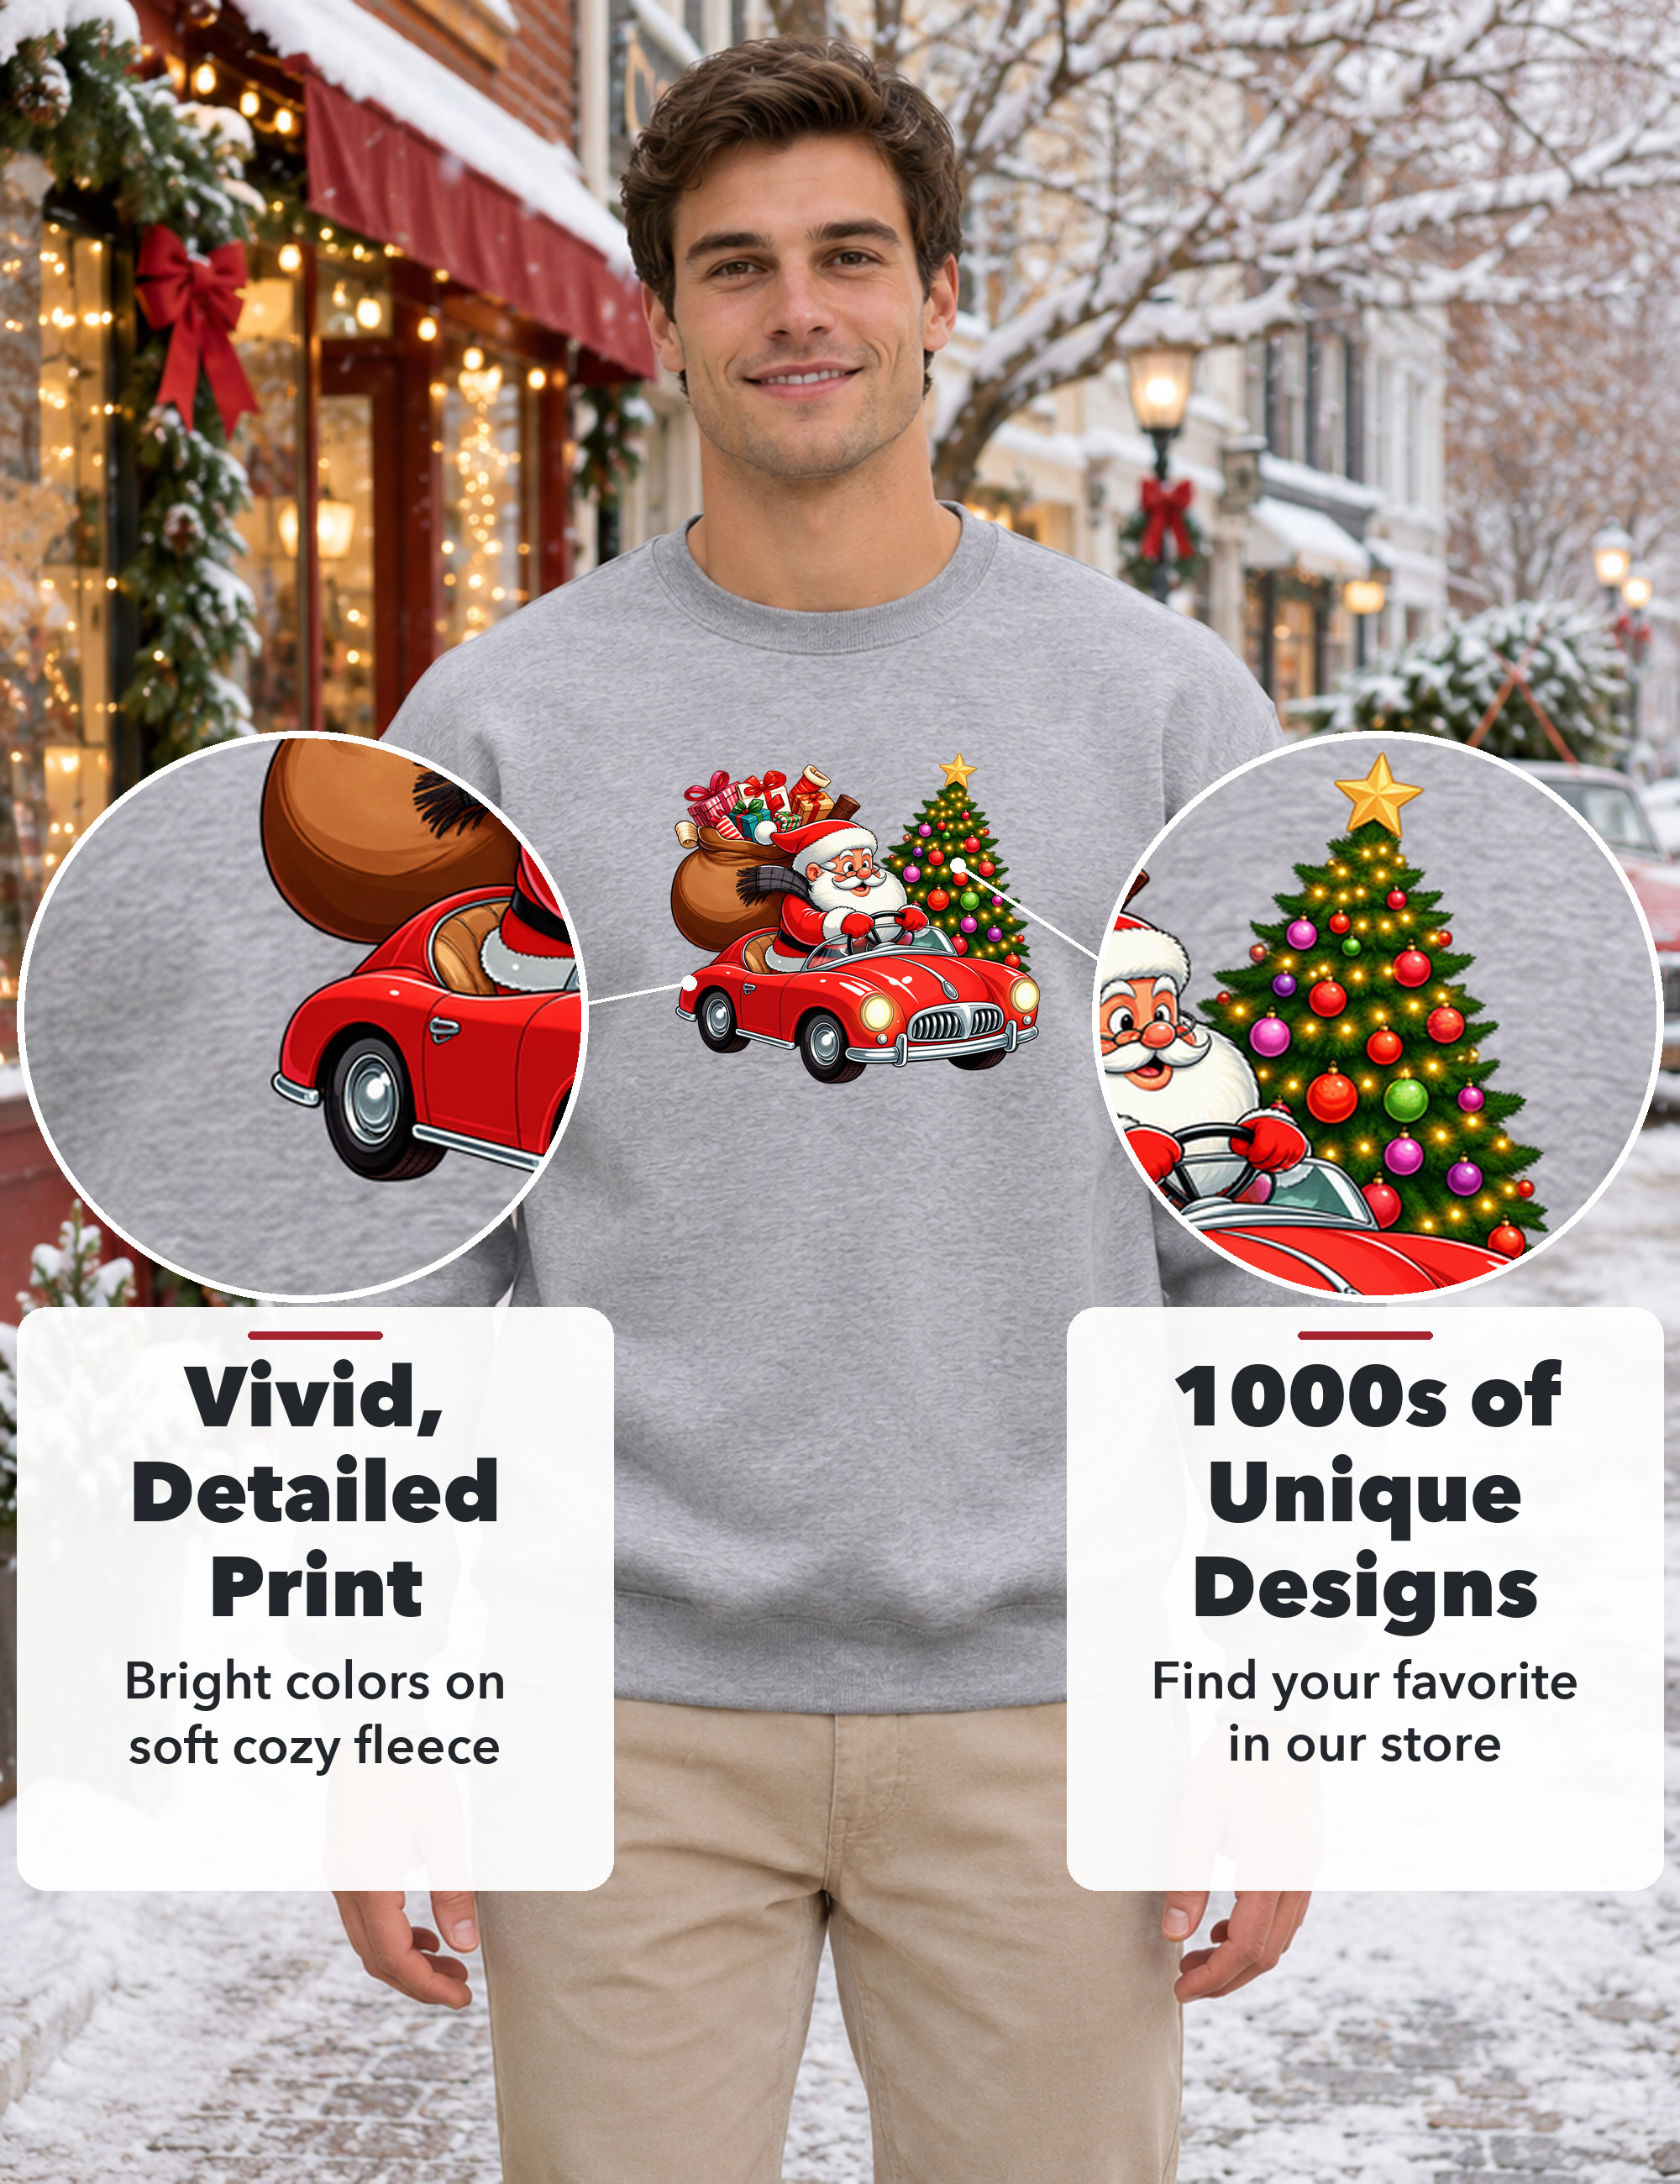 Vivid,
Detailed
Print
Bright colors on
soft cozy fleece
1000s of
Unique
Designs
Find your favorite
in our store